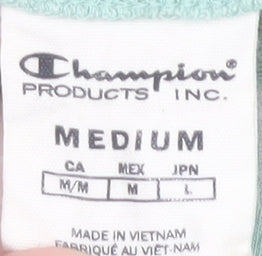 Champion®
PRODUCTS INC.
MEDIUM
CA MEX JPN
M/M M L
MADE IN VIETNAM
FABRIQUÉ AU VIÊT-NAM